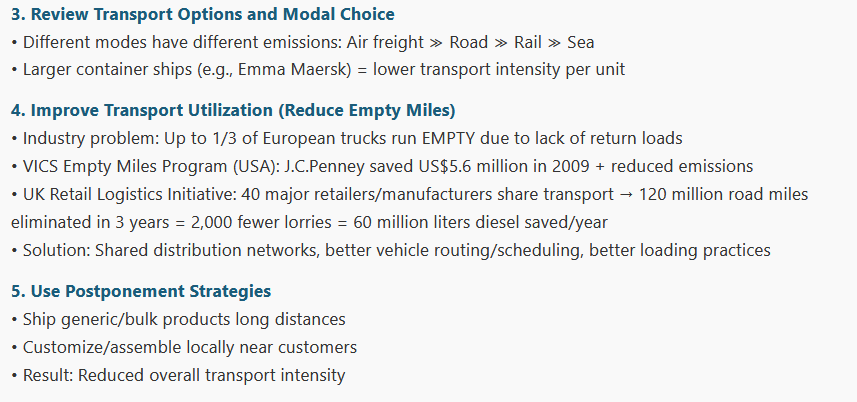 3. Review Transport Options and Modal Choice
• Different modes have different emissions: Air freight ≫ Road ≫ Rail ≫ Sea
• Larger container ships (e.g., Emma Maersk) = lower transport intensity per unit
4. Improve Transport Utilization (Reduce Empty Miles)
• Industry problem: Up to 1/3 of European trucks run EMPTY due to lack of return loads
• VICS Empty Miles Program (USA): J.C.Penney saved US$5.6 million in 2009 + reduced emissions
• UK Retail Logistics Initiative: 40 major retailers/manufacturers share transport → 120 million road miles
eliminated in 3 years = 2,000 fewer lorries = 60 million liters diesel saved/year
• Solution: Shared distribution networks, better vehicle routing/scheduling, better loading practices
5. Use Postponement Strategies
• Ship generic/bulk products long distances
• Customize/assemble locally near customers
• Result: Reduced overall transport intensity